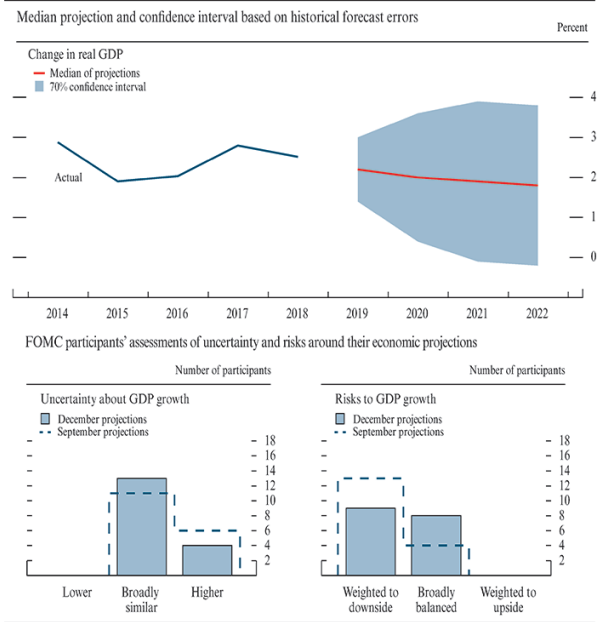 Median projection and confidence interval based on historical forecast errors
Percent
Change in real GDP
Median of projections
70% confidence interval
4
3
Actual
2
1
0
2014 2015 2016 2017 2018 2019 2020 2021 2022
FOMC participants’ assessments of uncertainty and risks around their economic projections
Number of participants
Uncertainty about GDP growth
December projections
September projections
18
16
14
12
10
8
6
4
2
Lower Broadly similar Higher
Number of participants
Risks to GDP growth
December projections
September projections
18
16
14
12
10
8
6
4
2
Weighted to downside Broadly balanced Weighted to upside